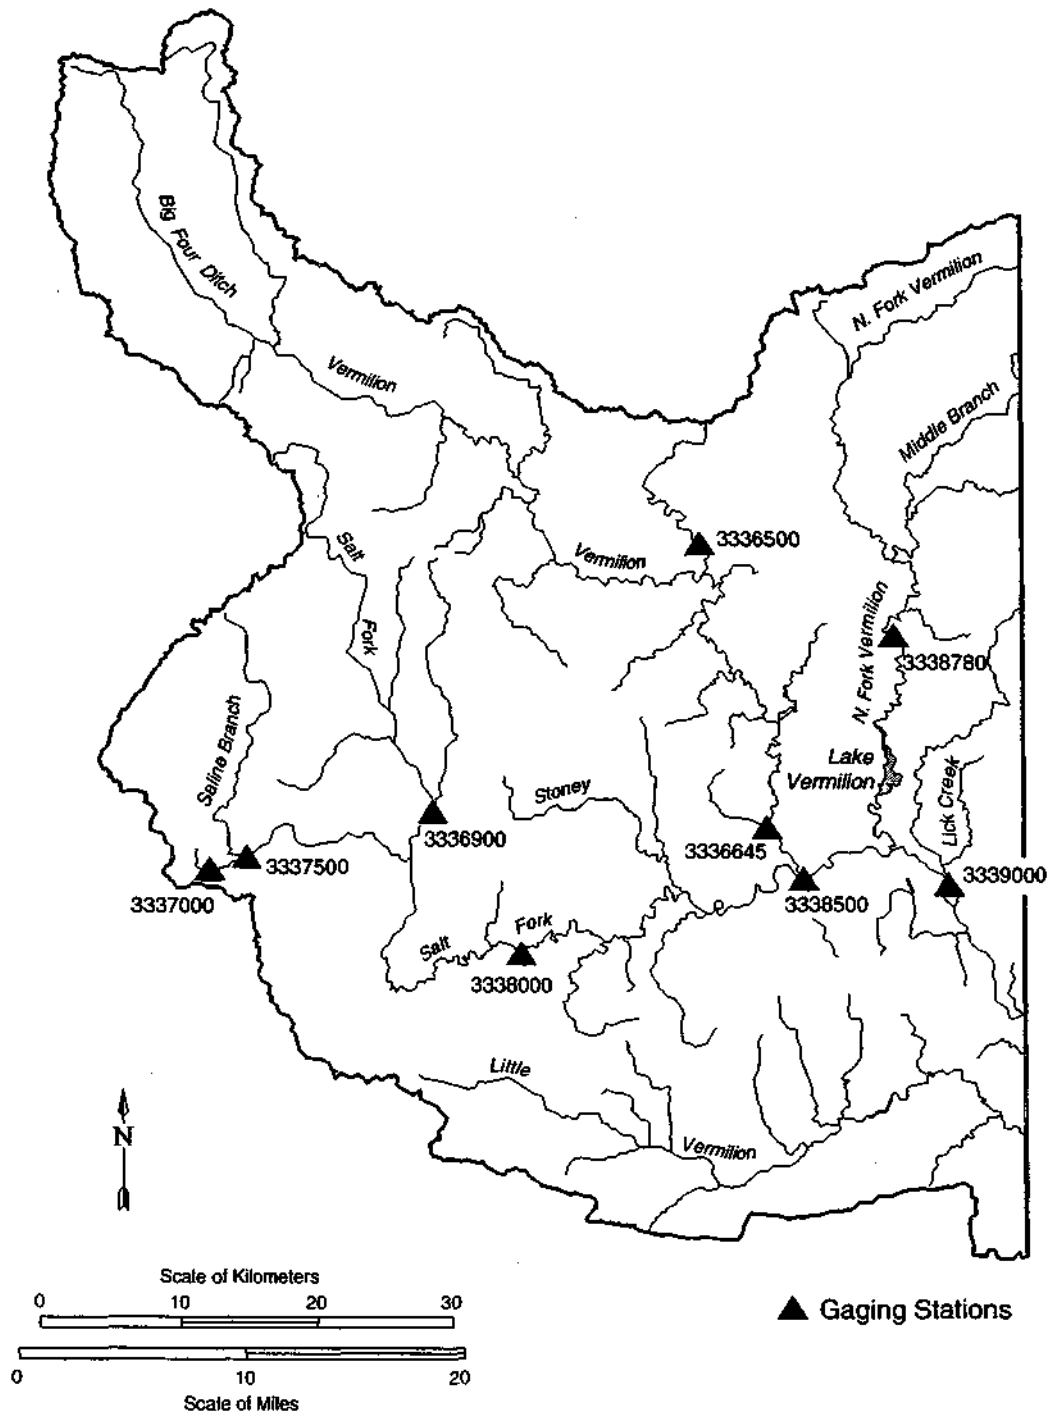 Big Four Ditch
N. Fork Vermilion
Vermilion
Middle Branch
Salt
Fork
Vermilion
3336500
N. Fork Vermilion
3338780
Saline Branch
Lake
Vermilion
Lick Creek
Stoney
3336900
3336645
3337500
3337000
3339000
3338500
Salt
Fork
3338000
Little
Vermilion
N
Scale of Kilometers
0 10 20 30
0 10 20
Scale of Miles
Gaging Stations